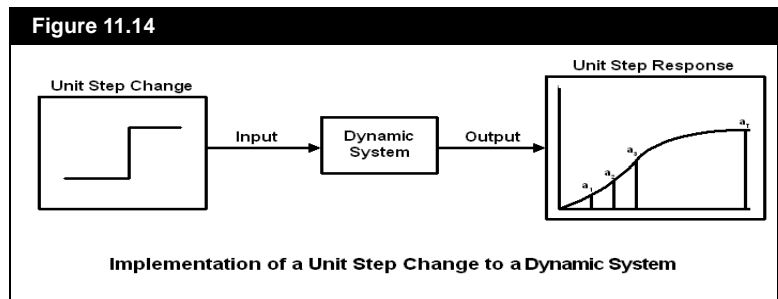 Figure 11.14
Unit Step Change
Input
Dynamic
System
Output
Unit Step Response
a1
a2
a3
aT
Implementation of a Unit Step Change to a Dynamic System